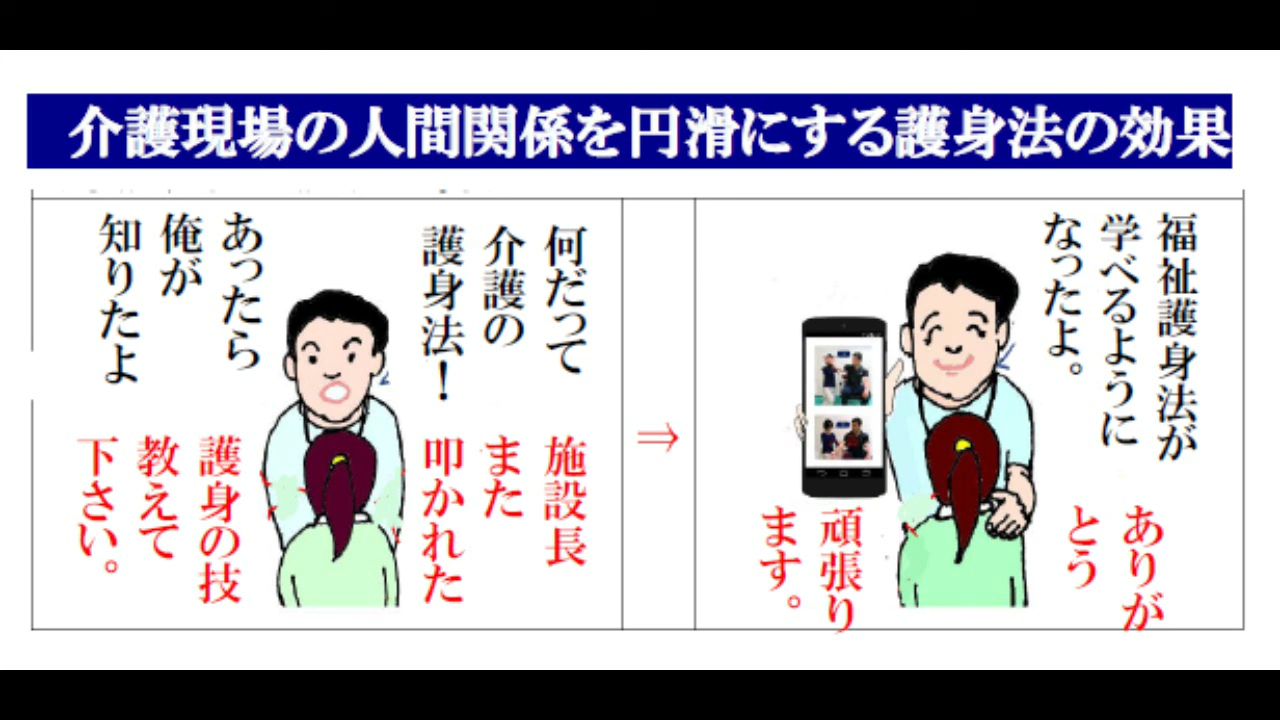 介護現場の人間関係を円滑にする護身法の効果
何だって
介護の
護身法！
あったら
俺が
知りたよ
施設長
また
叩かれた
護身の技
教えて
下さい。
⇒
福祉護身法が
学べるように
なったよ。
ありが
とう
頑張り
ます。